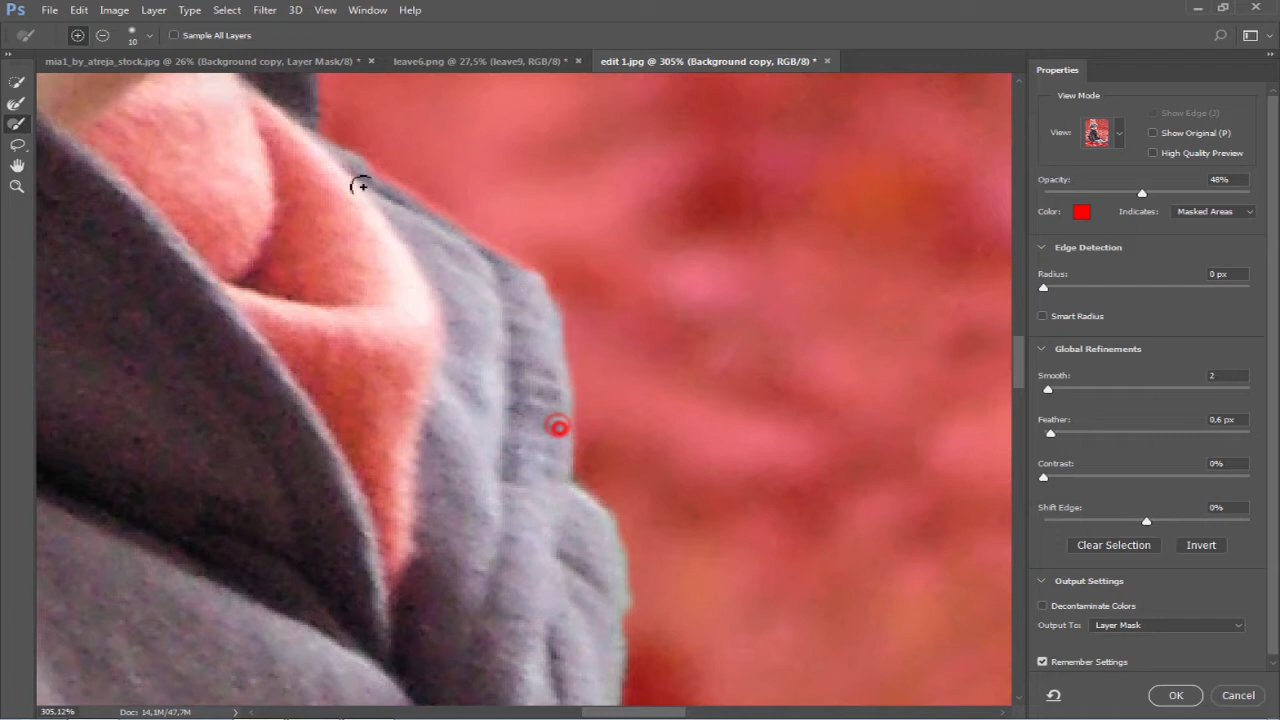 Ps File Edit Image Layer Type Select Filter 3D View Window Help
10 Sample All Layers
mia1_by_atreja_stock.jpg @ 26% (Background copy, Layer Mask/8) * × leave6.png @ 27,5% (leave9, RGB/8) * × edit 1.jpg @ 305% (Background copy, RGB/8) * ×
Properties
View Mode
Show Edge (J)
View: Show Original (P)
High Quality Preview
Opacity: 48%
Color: Indicates: Masked Areas
Edge Detection
Radius: 0 px
Smart Radius
Global Refinements
Smooth: 2
Feather: 0,6 px
Contrast: 0%
Shift Edge: 0%
Clear Selection Invert
Output Settings
Decontaminate Colors
Output To: Layer Mask
Remember Settings
OK Cancel
305,12% Doc: 14,1M/47,7M